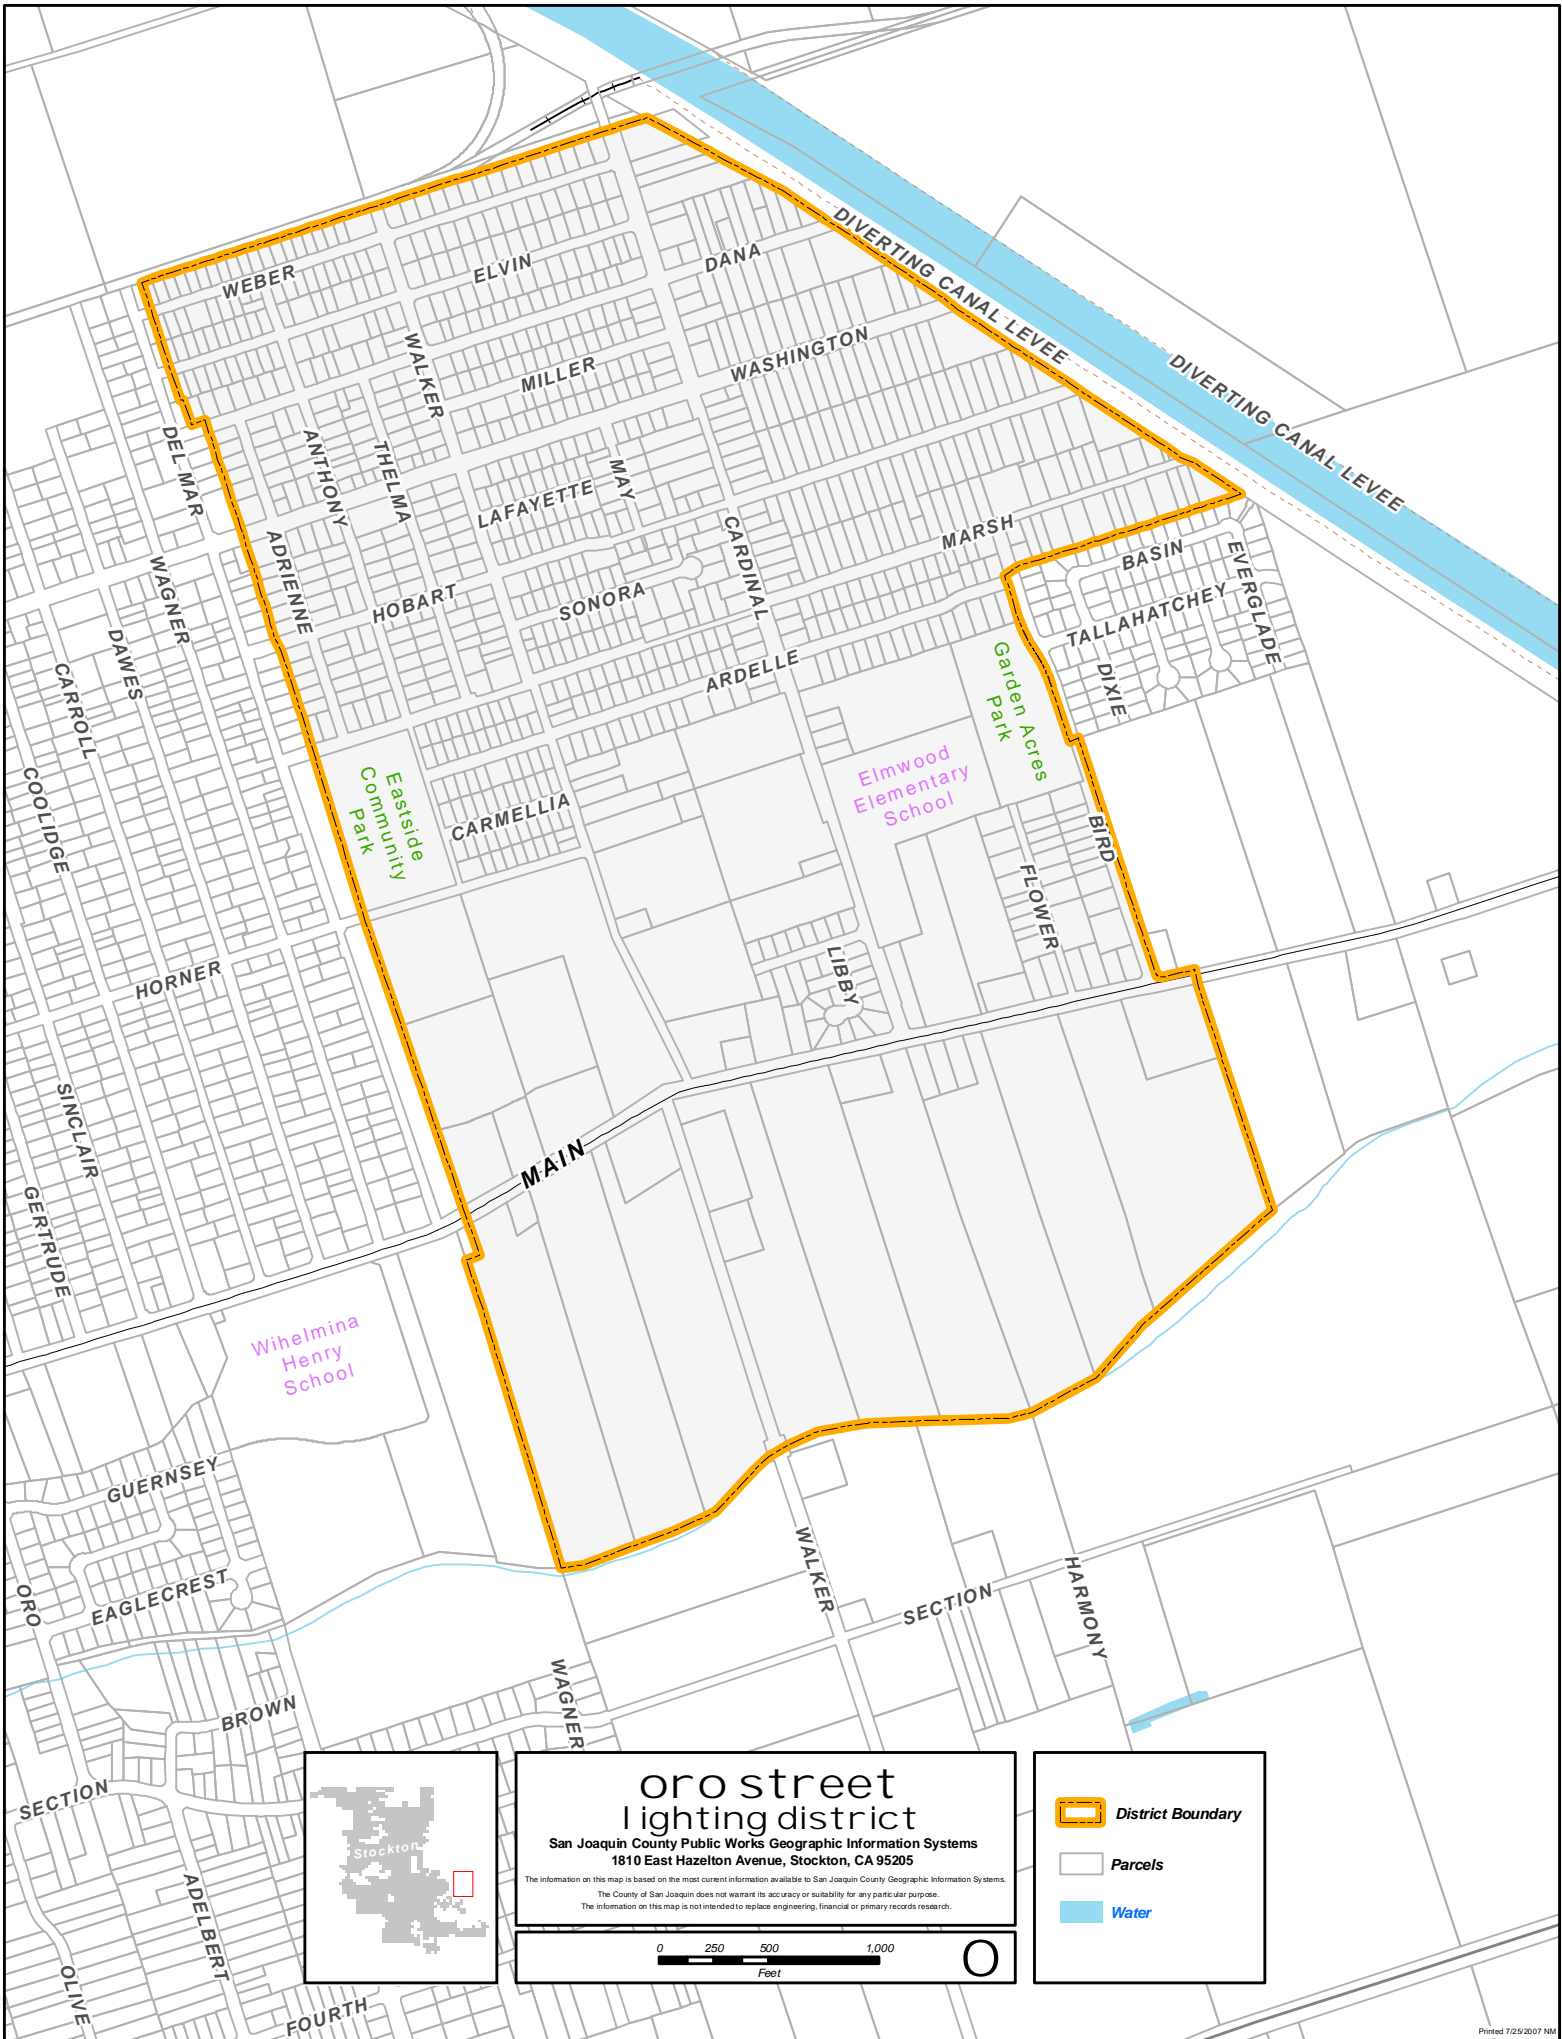 DIVERTING CANAL LEVEE
DIVERTING CANAL LEVEE
WEBER
ELVIN
DANA
WALKER
MILLER
WASHINGTON
DEL MAR
ANTHONY
THELMA
MAY
LAFAYETTE
CARDINAL
MARSH
BASIN
EVERGLADE
TALLAHATCHEY
DIXIE
ADRIENNE
WAGNER
HOBART
SONORA
ARDELLE
DAWES
CARROLL
COOLIDGE
Garden Acres
Park
Elmwood
Elementary
School
Eastside
Community
Park
CARMELLIA
BIRD
FLOWER
LIBBY
HORNER
SINCLAIR
GERTRUDE
MAIN
Wihelmina
Henry
School
GUERNSEY
EAGLECREST
ORO
BROWN
SECTION
WALKER
SECTION
HARMONY
WAGNER
ADELBERT
OLIVE
FOURTH
Stockton
oro street
lighting district
San Joaquin County Public Works Geographic Information Systems
1810 East Hazelton Avenue, Stockton, CA 95205
The information on this map is based on the most current information available to San Joaquin County Geographic Information Systems.
The County of San Joaquin does not warrant its accuracy or suitability for any particular purpose.
The information on this map is not intended to replace engineering, financial or primary records research.
0 250 500 1,000
Feet
O
District Boundary
Parcels
Water
Printed 7/25/2007 NM